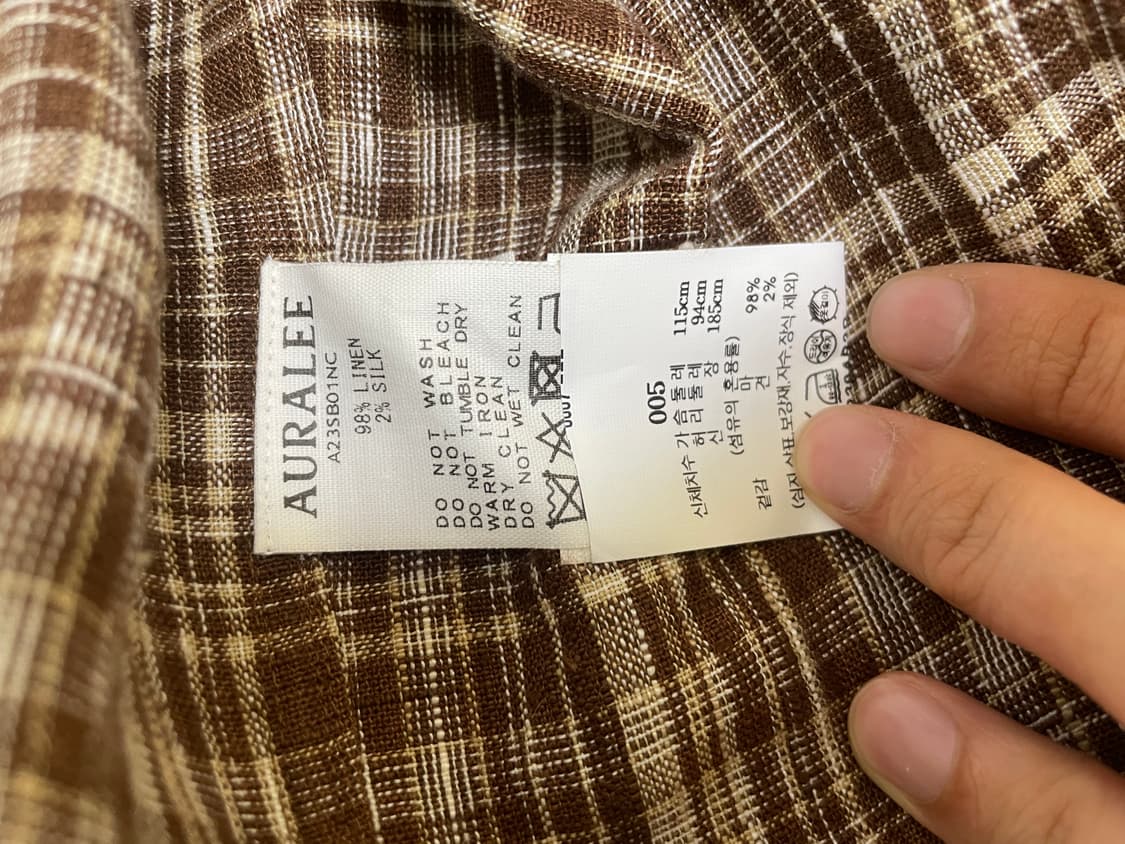 AURALEE
A23SB01NC
98% LINEN
2% SILK
DO NOT WASH
DO NOT BLEACH
DO NOT TUMBLE DRY
WARM IRON
DRY CLEAN
DO NOT WET CLEAN
005
신체치수 가슴둘레 115cm
허리둘레 94cm
신장 185cm
(섬유의 혼용률)
겉감 마 98%
견 2%
(심지,상표,보강재,자수,장식 제외)